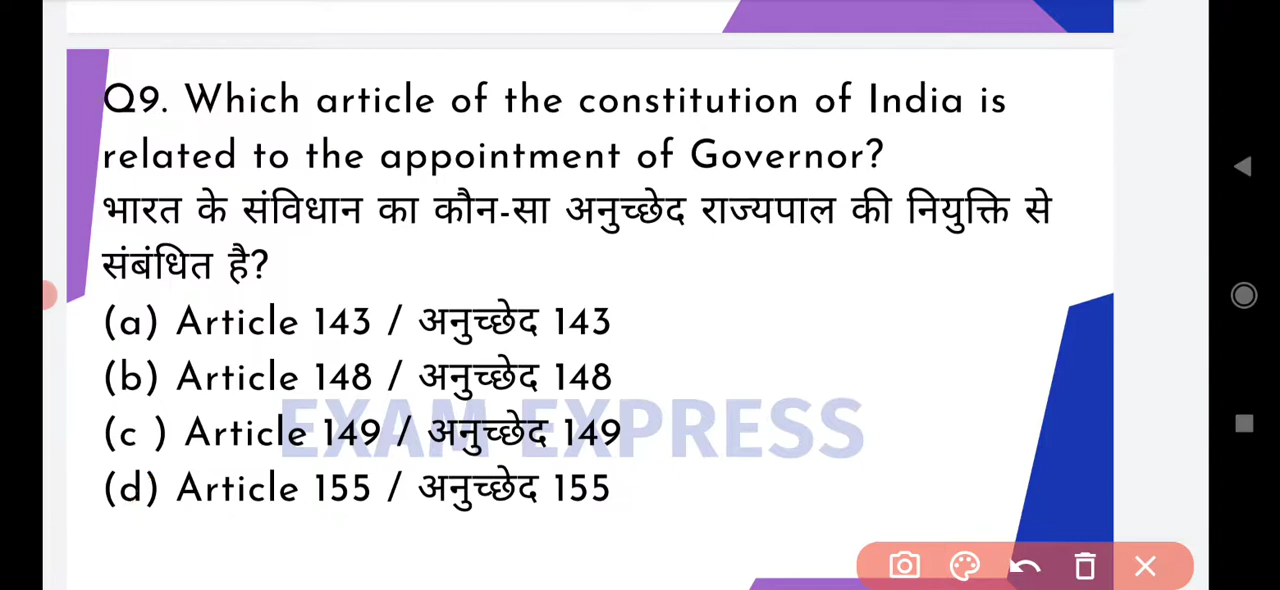 Q9. Which article of the constitution of India is
related to the appointment of Governor?
भारत के संविधान का कौन-सा अनुच्छेद राज्यपाल की नियुक्ति से
संबंधित है?
(a) Article 143 / अनुच्छेद 143
(b) Article 148 / अनुच्छेद 148
EXAM EXPRESS
(c ) Article 149 / अनुच्छेद 149
(d) Article 155 / अनुच्छेद 155